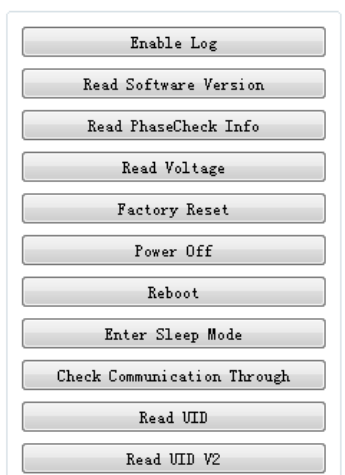 Enable Log
Read Software Version
Read PhaseCheck Info
Read Voltage
Factory Reset
Power Off
Reboot
Enter Sleep Mode
Check Communication Through
Read UID
Read UID V2